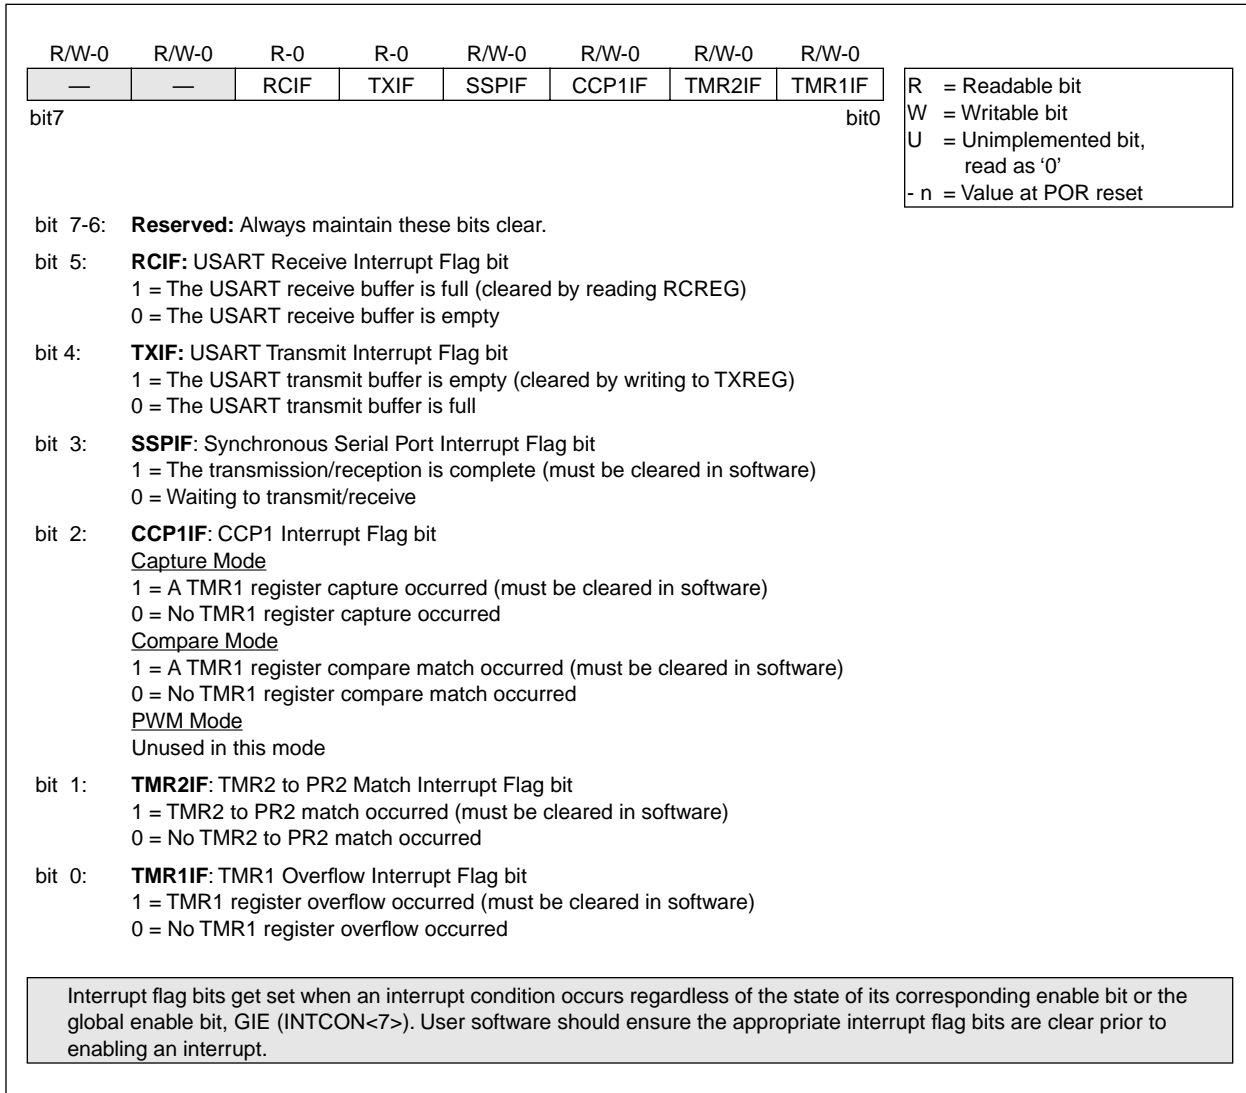 R/W-0 R/W-0 R-0 R-0 R/W-0 R/W-0 R/W-0 R/W-0
— — RCIF TXIF SSPIF CCP1IF TMR2IF TMR1IF
bit7 bit0
R = Readable bit
W = Writable bit
U = Unimplemented bit,
read as ‘0’
- n = Value at POR reset
bit 7-6: Reserved: Always maintain these bits clear.
bit 5: RCIF: USART Receive Interrupt Flag bit
1 = The USART receive buffer is full (cleared by reading RCREG)
0 = The USART receive buffer is empty
bit 4: TXIF: USART Transmit Interrupt Flag bit
1 = The USART transmit buffer is empty (cleared by writing to TXREG)
0 = The USART transmit buffer is full
bit 3: SSPIF: Synchronous Serial Port Interrupt Flag bit
1 = The transmission/reception is complete (must be cleared in software)
0 = Waiting to transmit/receive
bit 2: CCP1IF: CCP1 Interrupt Flag bit
Capture Mode
1 = A TMR1 register capture occurred (must be cleared in software)
0 = No TMR1 register capture occurred
Compare Mode
1 = A TMR1 register compare match occurred (must be cleared in software)
0 = No TMR1 register compare match occurred
PWM Mode
Unused in this mode
bit 1: TMR2IF: TMR2 to PR2 Match Interrupt Flag bit
1 = TMR2 to PR2 match occurred (must be cleared in software)
0 = No TMR2 to PR2 match occurred
bit 0: TMR1IF: TMR1 Overflow Interrupt Flag bit
1 = TMR1 register overflow occurred (must be cleared in software)
0 = No TMR1 register overflow occurred
Interrupt flag bits get set when an interrupt condition occurs regardless of the state of its corresponding enable bit or the
global enable bit, GIE (INTCON<7>). User software should ensure the appropriate interrupt flag bits are clear prior to
enabling an interrupt.